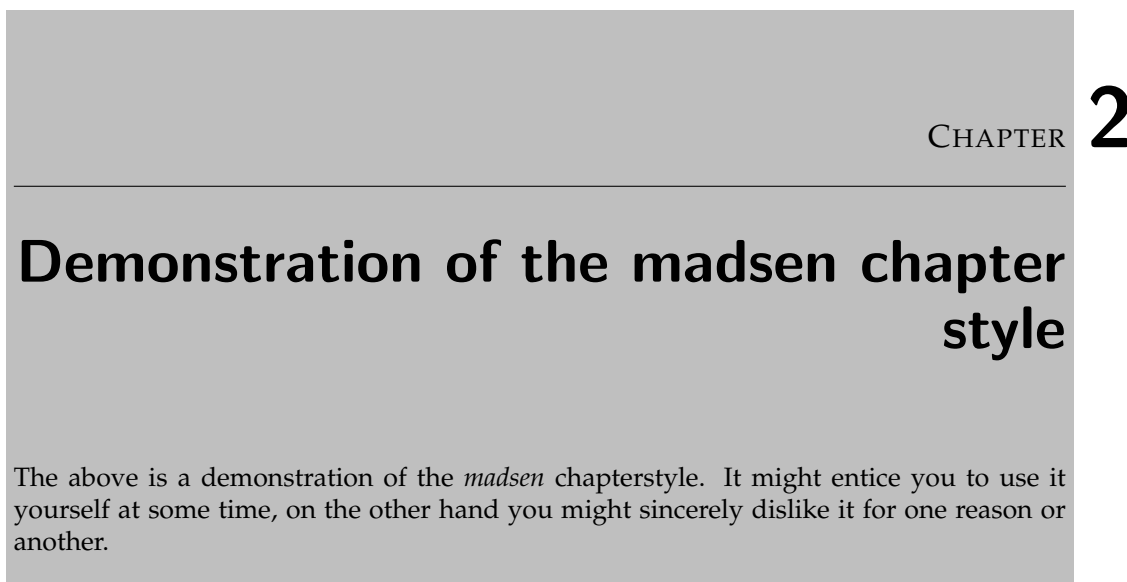 CHAPTER 2
Demonstration of the madsen chapter
style
The above is a demonstration of the madsen chapterstyle. It might entice you to use it
yourself at some time, on the other hand you might sincerely dislike it for one reason or
another.